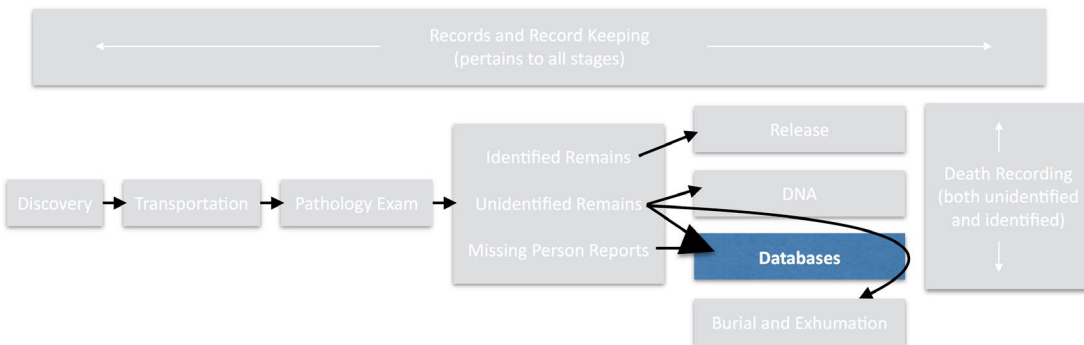 Records and Record Keeping
(pertains to all stages)
Discovery
Transportation
Pathology Exam
Identified Remains
Unidentified Remains
Missing Person Reports
Release
DNA
Databases
Burial and Exhumation
Death Recording
(both unidentified
and identified)